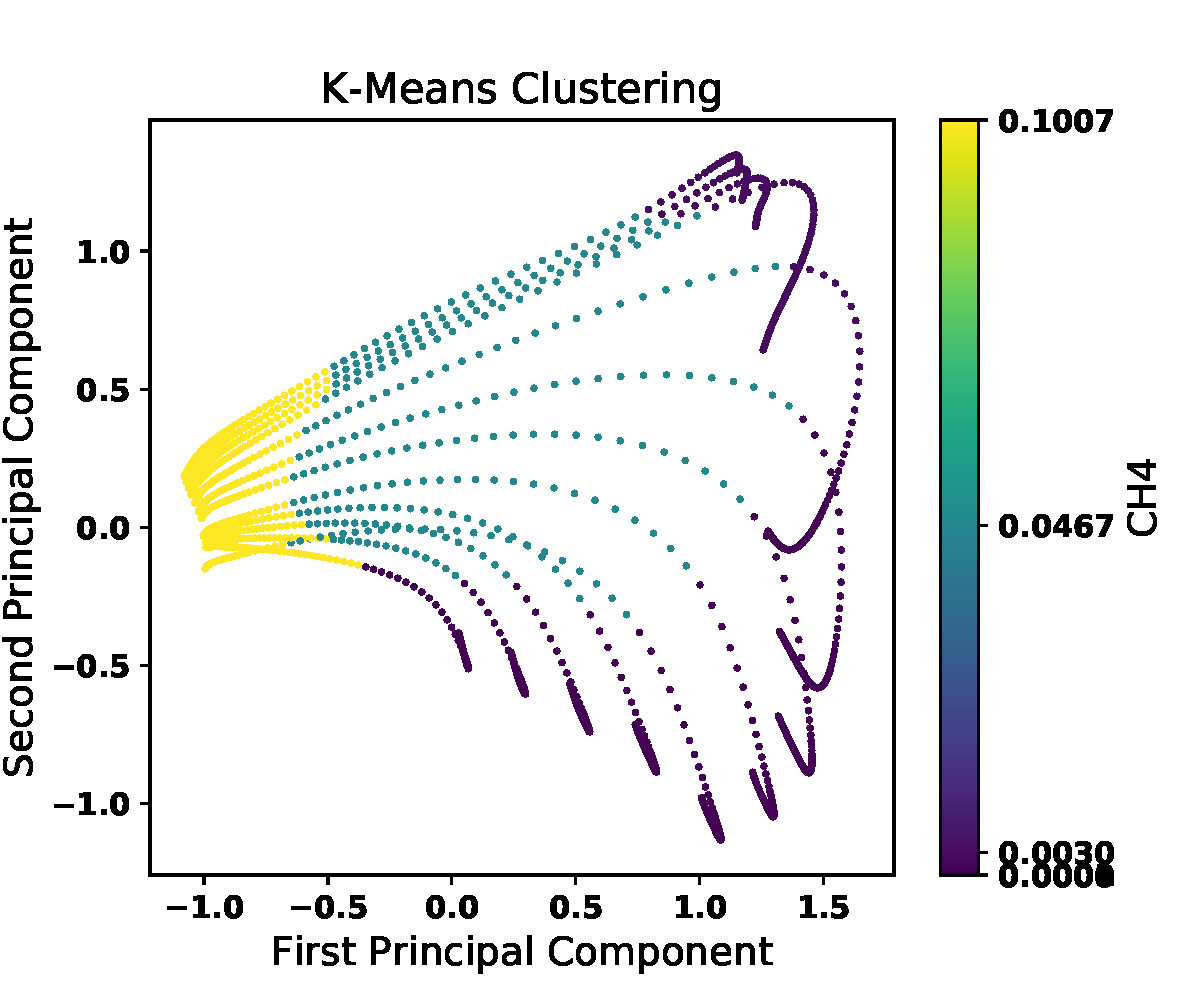 K-Means Clustering
Second Principal Component
1.0
0.5
0.0
−0.5
−1.0
−1.0 −0.5 0.0 0.5 1.0 1.5
First Principal Component
0.1007
0.0467
0.0030
CH4